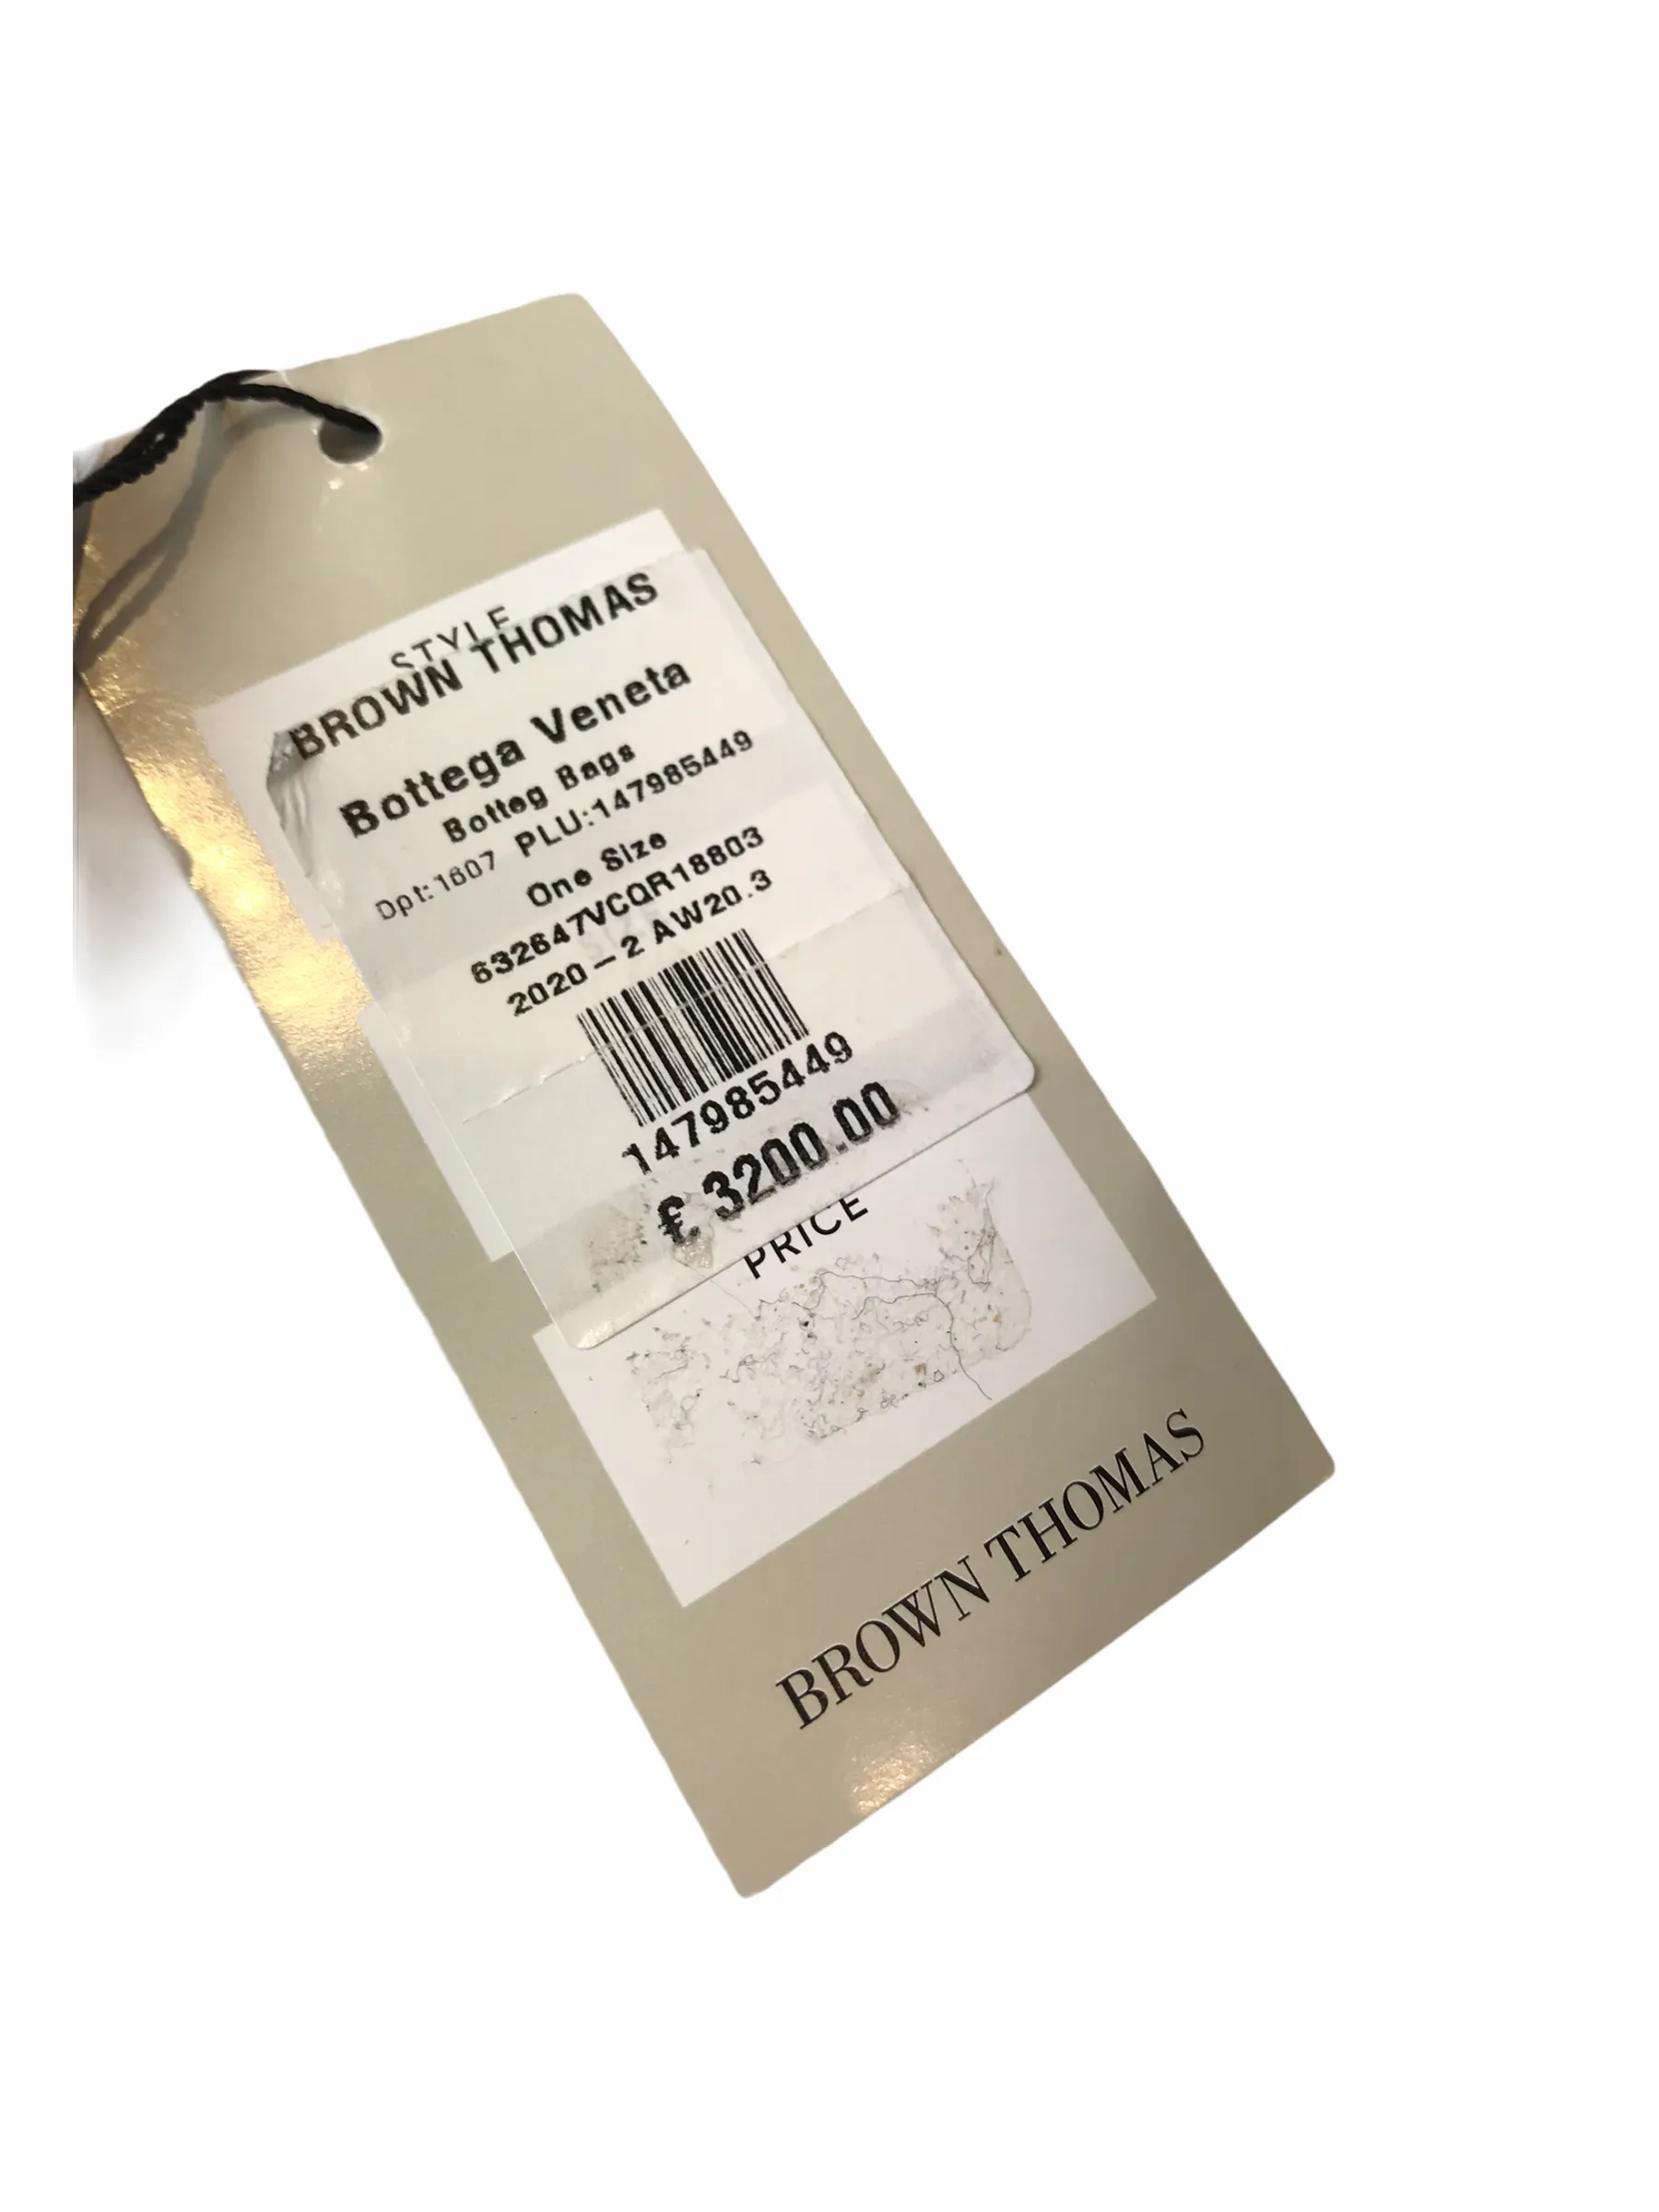 STYLE
BROWN THOMAS
Bottega Veneta
Botteg Bags
Dpt:1607 PLU:147985449
One Size
632647VCQR18803
2020-2 AW20.3
147985449
€ 3200.00
PRICE
BROWN THOMAS